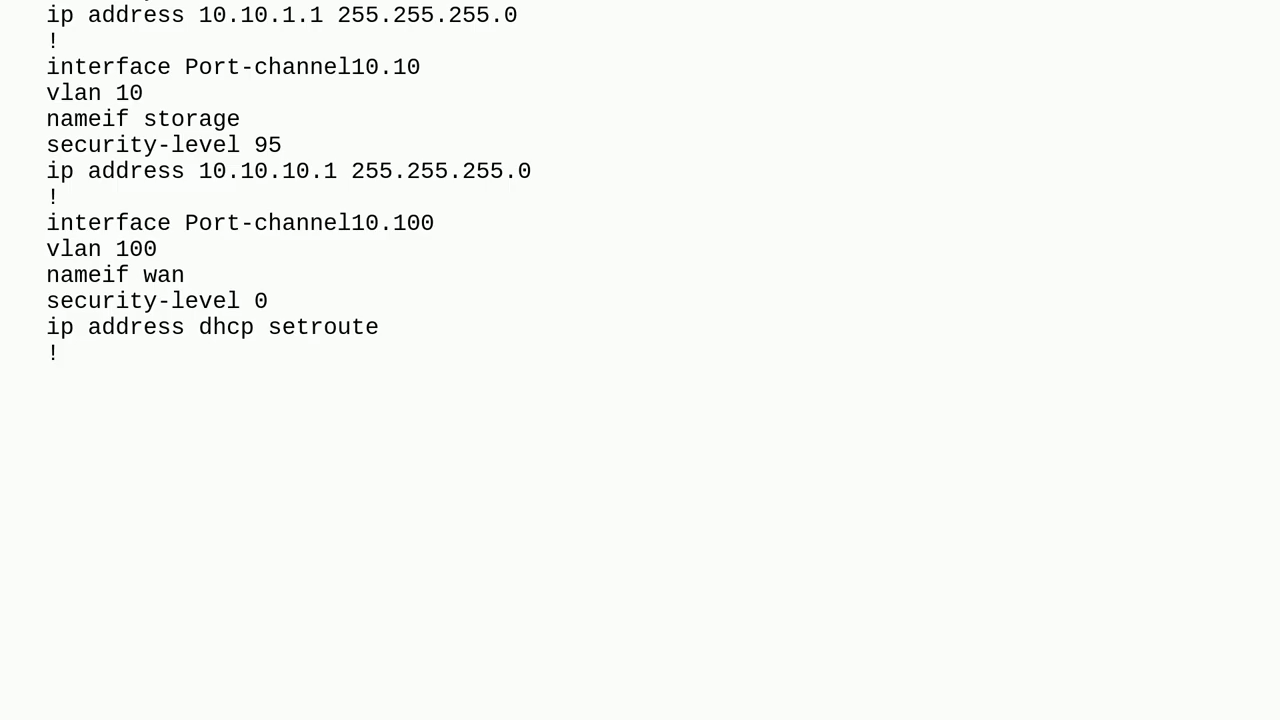 ip address 10.10.1.1 255.255.255.0
!
interface Port-channel10.10
vlan 10
nameif storage
security-level 95
ip address 10.10.10.1 255.255.255.0
!
interface Port-channel10.100
vlan 100
nameif wan
security-level 0
ip address dhcp setroute
!